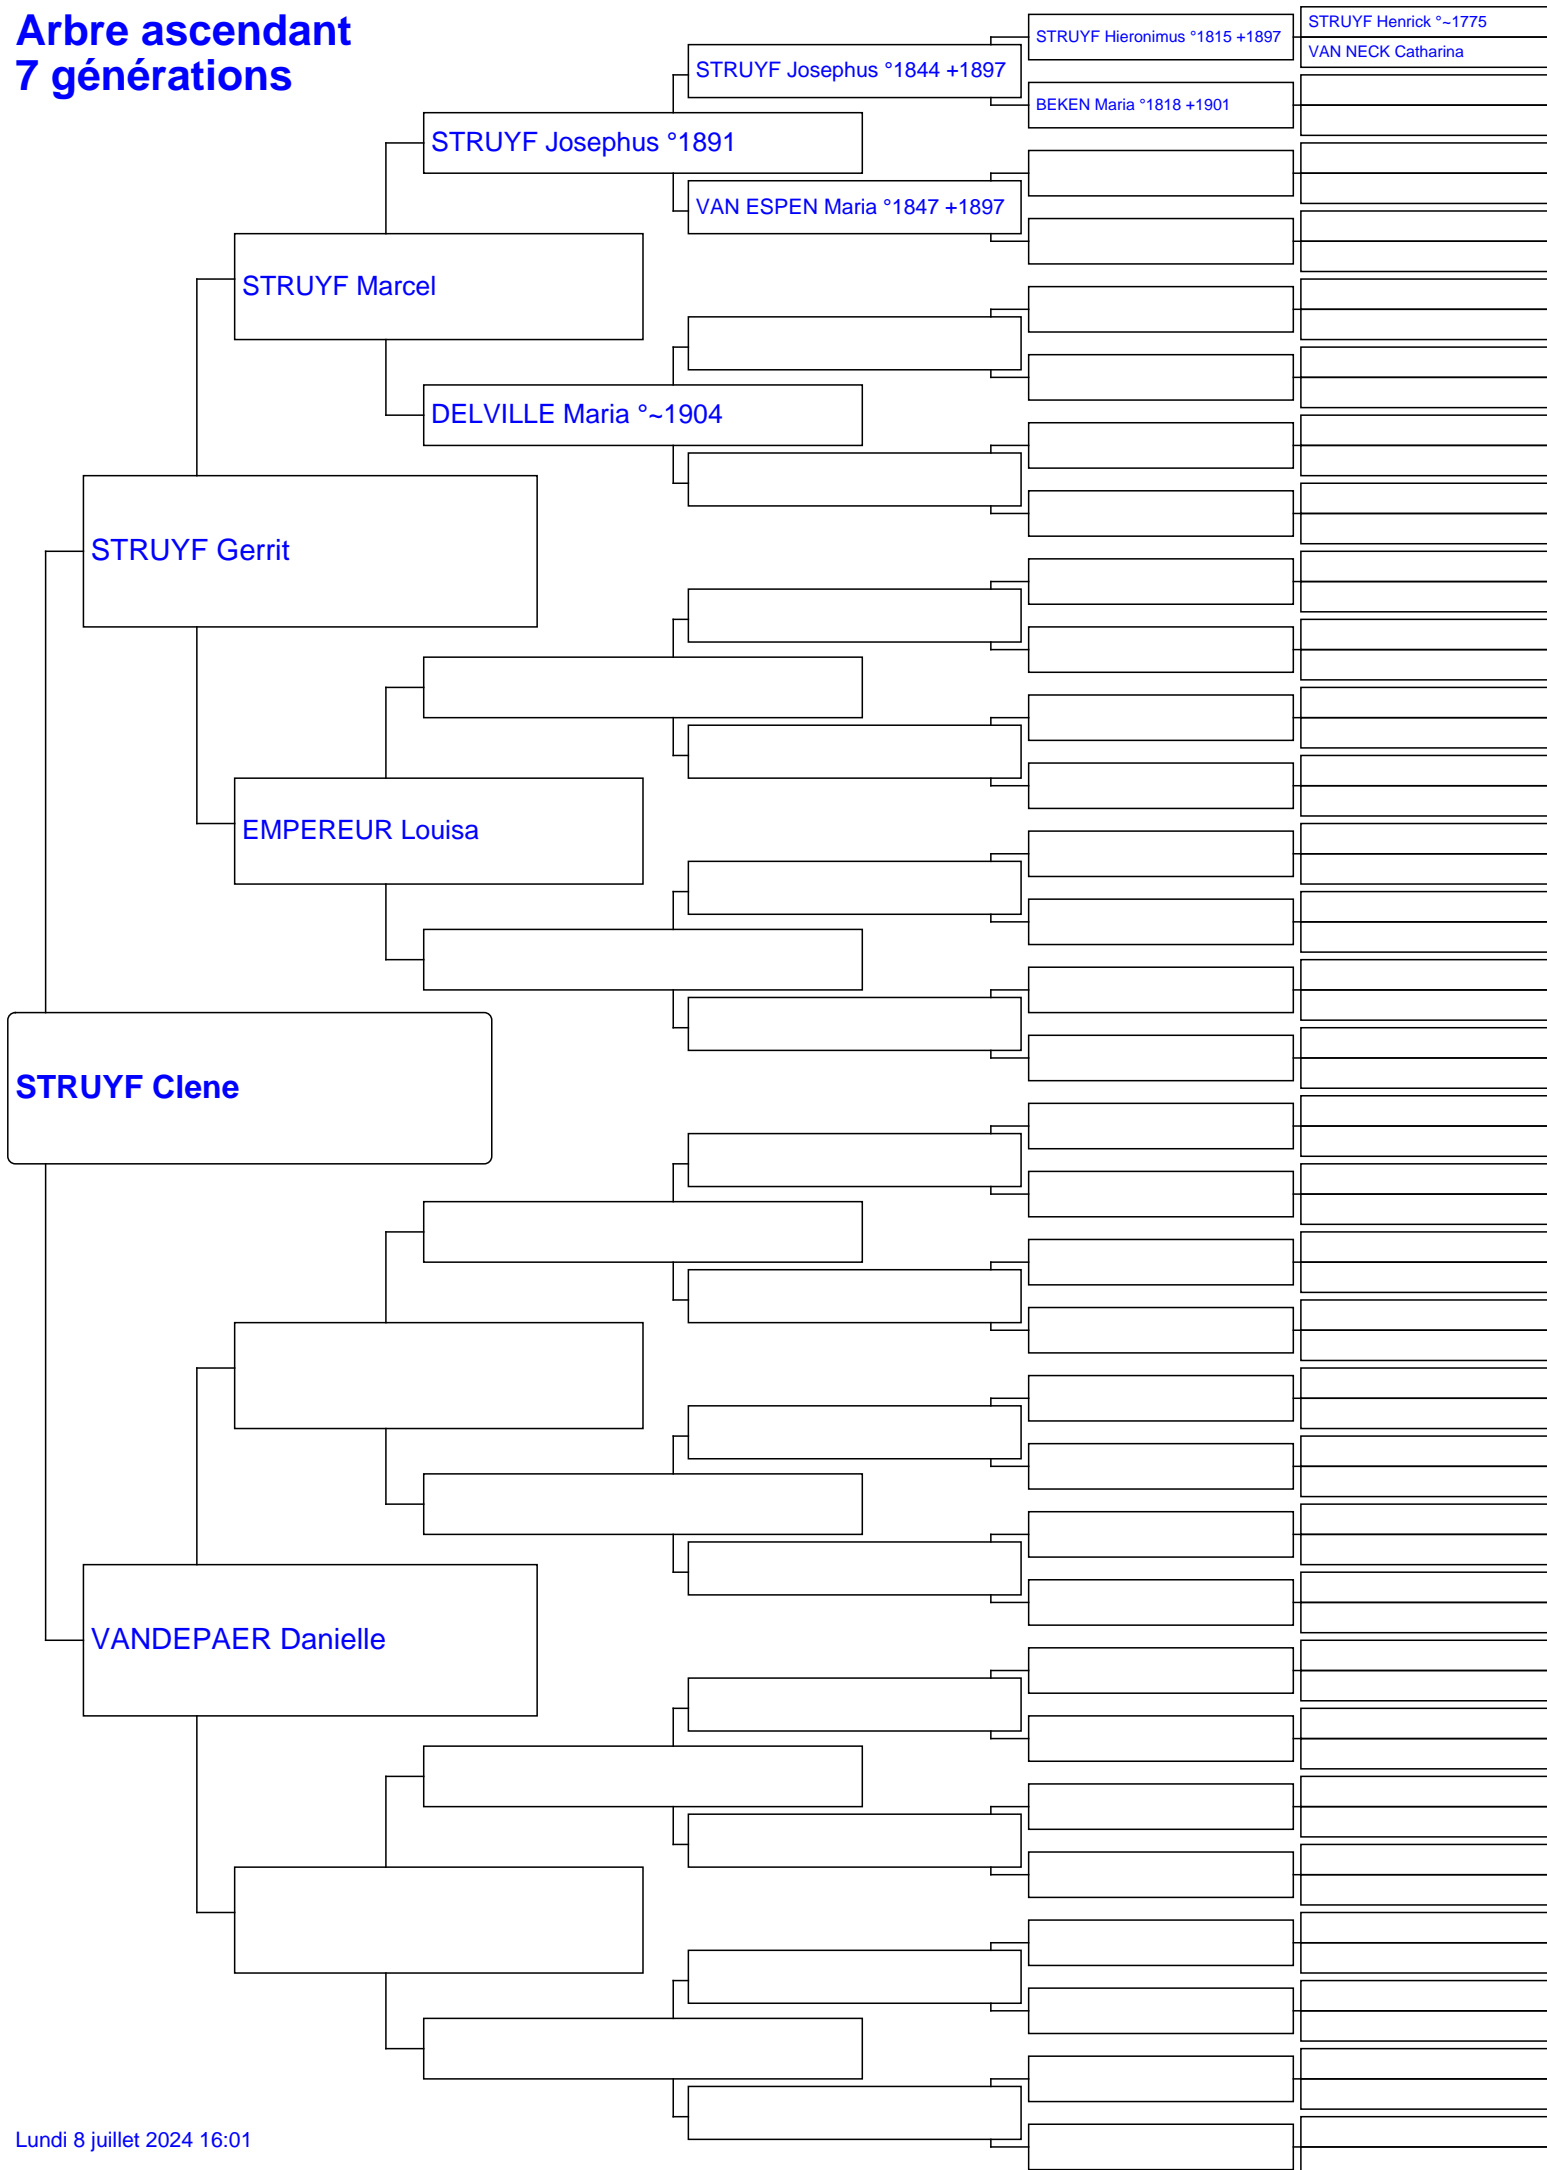 Arbre ascendant
7 générations
STRUYF Henrick °~1775
STRUYF Hieronimus °1815 +1897
VAN NECK Catharina
STRUYF Josephus °1844 +1897
BEKEN Maria °1818 +1901
STRUYF Josephus °1891
VAN ESPEN Maria °1847 +1897
STRUYF Marcel
DELVILLE Maria °~1904
STRUYF Gerrit
EMPEREUR Louisa
STRUYF Clene
VANDEPAER Danielle
Lundi 8 juillet 2024 16:01